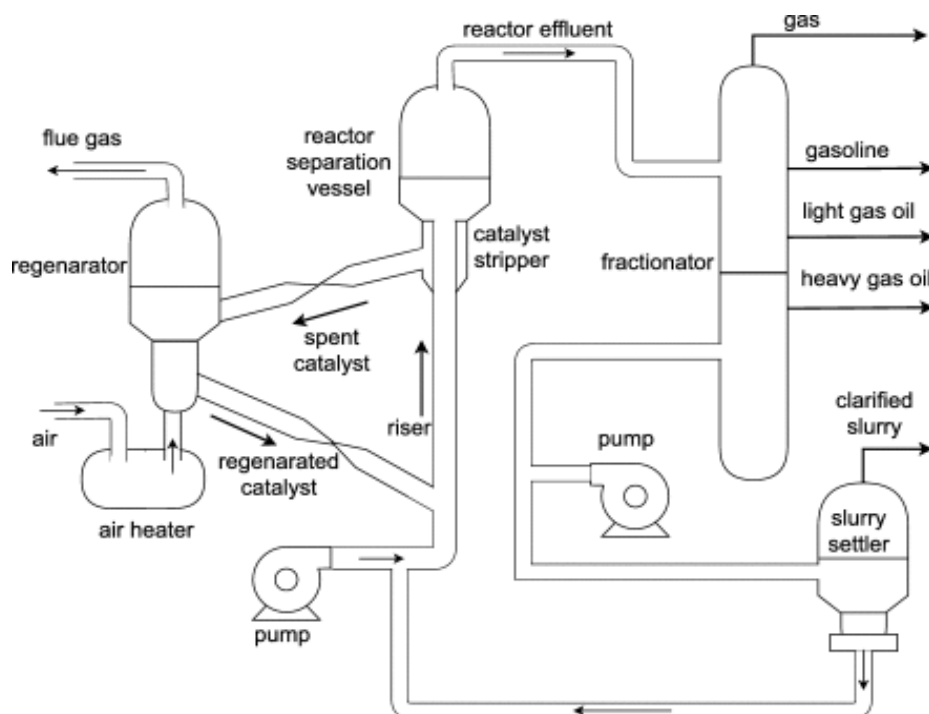 gas
reactor effluent
flue gas
reactor
separation
vessel
gasoline
light gas oil
catalyst
stripper
regenarator
fractionator
heavy gas oil
spent
catalyst
clarified
slurry
air
riser
pump
regenarated
catalyst
slurry
settler
air heater
pump